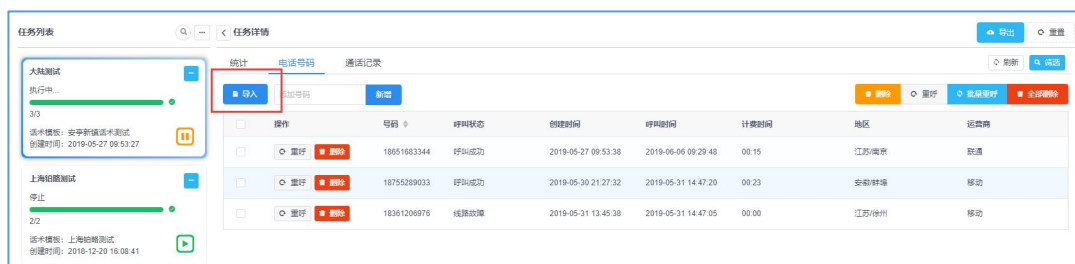 任务列表
任务详情
导出
重置
大陆测试
执行中...
3/3
话术模板：安亭新镇话术测试
创建时间：2019-05-27 09:53:27
上海铂略测试
停止
2/2
话术模板：上海铂略测试
创建时间：2018-12-20 16:08:41
统计 电话号码 通话记录
刷新 筛选
导入 添加号码 新增
删除 重呼 批量重呼 全部删除
操作 号码 呼叫状态 创建时间 呼叫时间 计费时间 地区 运营商
重呼 删除 18651683344 呼叫成功 2019-05-27 09:53:38 2019-06-06 09:29:48 00:15 江苏/南京 联通
重呼 删除 18755289033 呼叫成功 2019-05-30 21:27:32 2019-05-31 14:47:20 00:23 安徽/蚌埠 移动
重呼 删除 18361206976 线路故障 2019-05-31 13:45:38 2019-05-31 14:47:05 00:00 江苏/徐州 移动